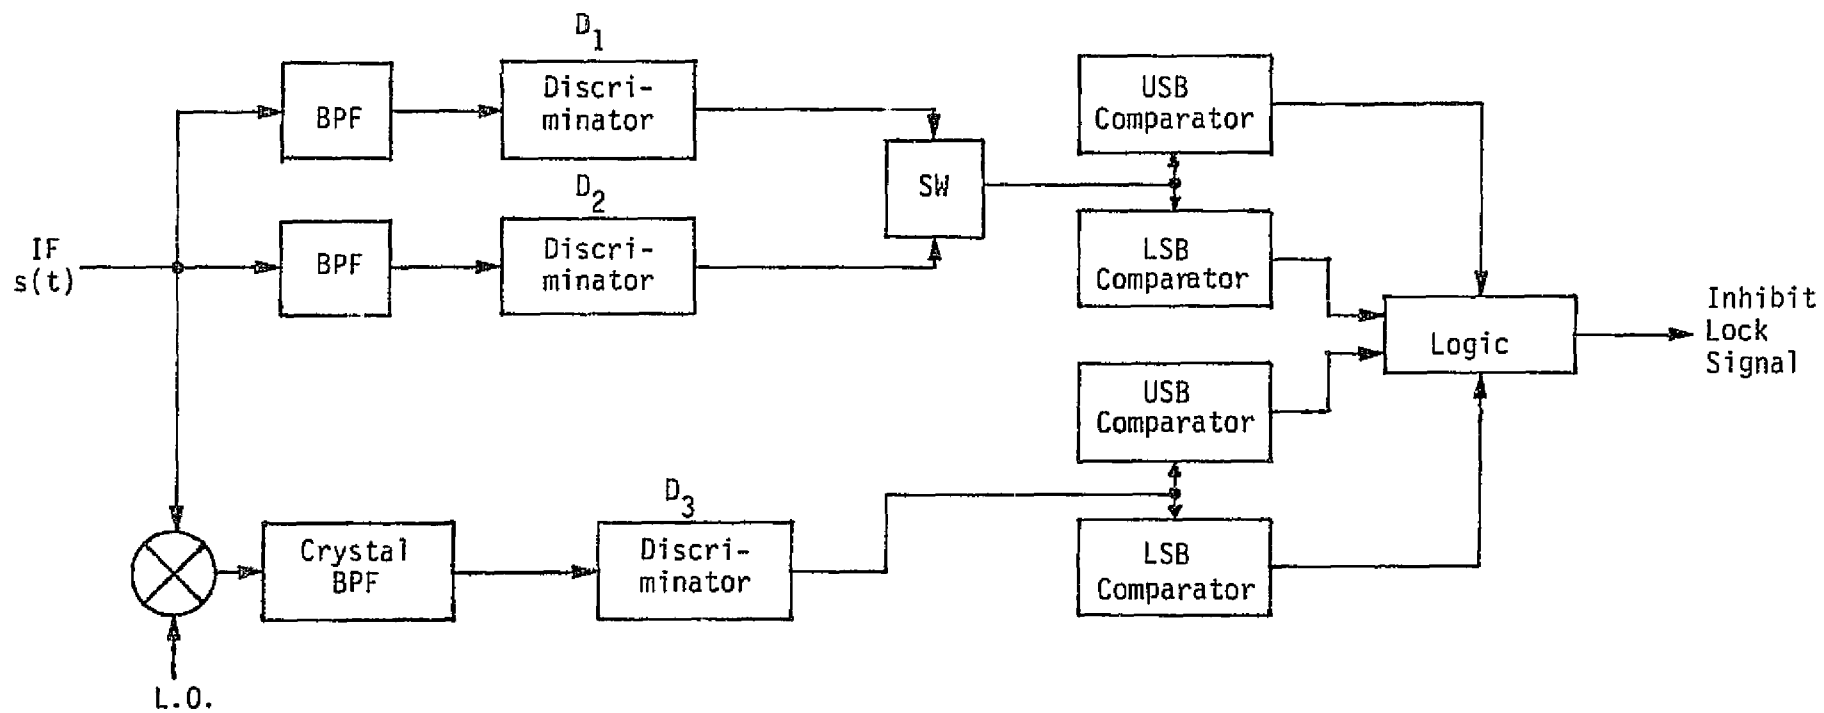 D1
Discri-
minator
BPF
USB
Comparator
D2
Discri-
minator
BPF
SW
IF
s(t)
LSB
Comparator
Logic
Inhibit
Lock
Signal
USB
Comparator
D3
Crystal
BPF
Discri-
minator
LSB
Comparator
L.O.